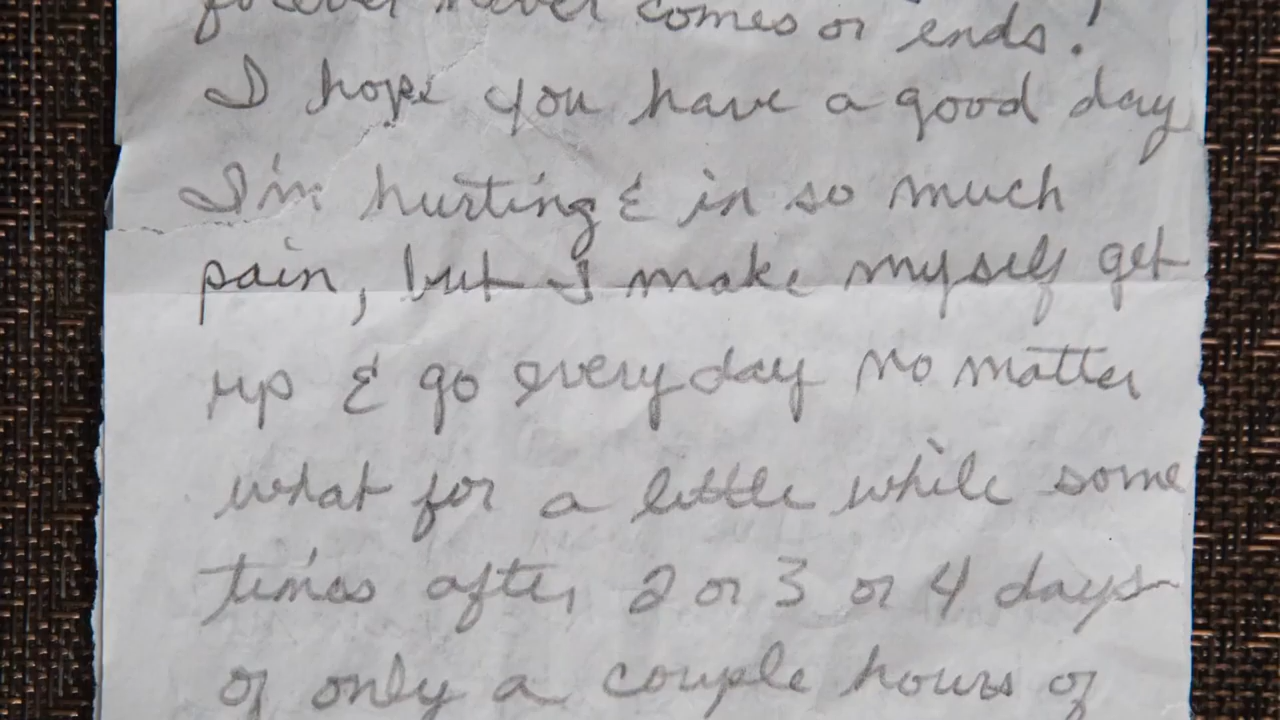 forever never comes or ends!
I hope you have a good day
I'm hurting & in so much
pain, but I make myself get
up & go everyday no matter
what for a little while some
times after 2 or 3 or 4 days
of only a couple hours of